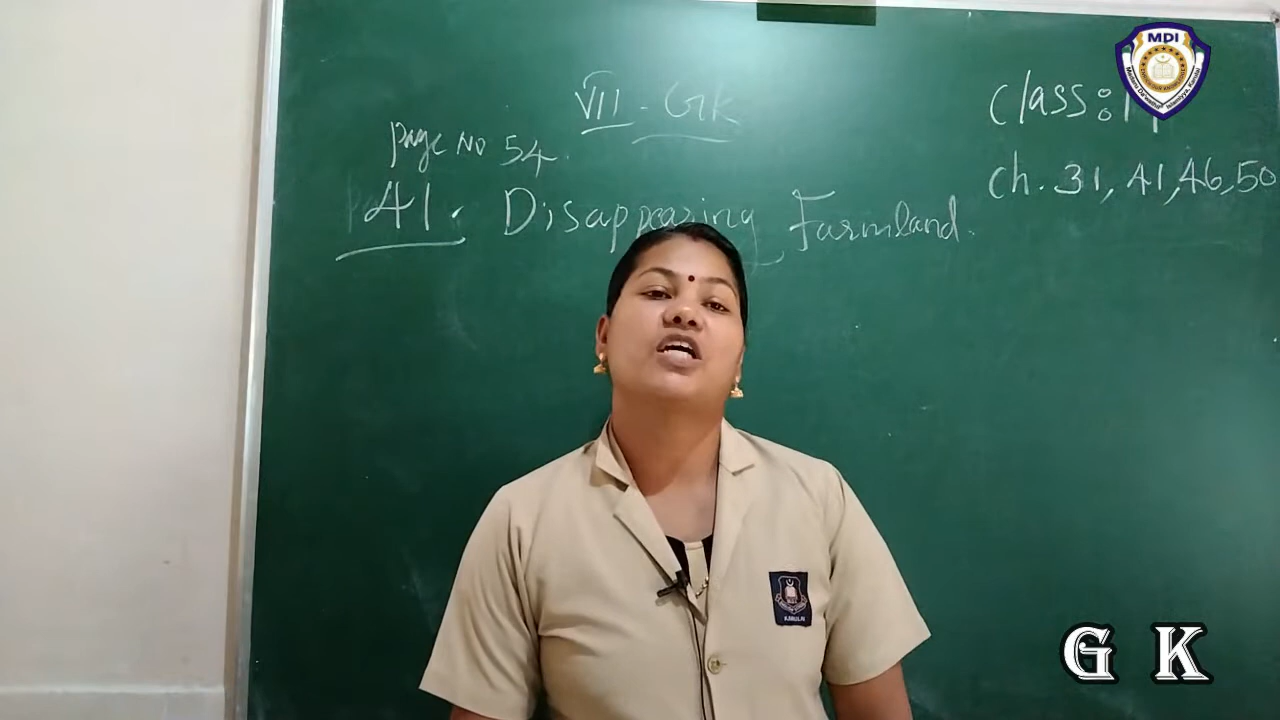 VII - GK
class:
MDI
Page No 54.
ch. 31, 41, 46, 50
41. Disappearing Farmland.
G K